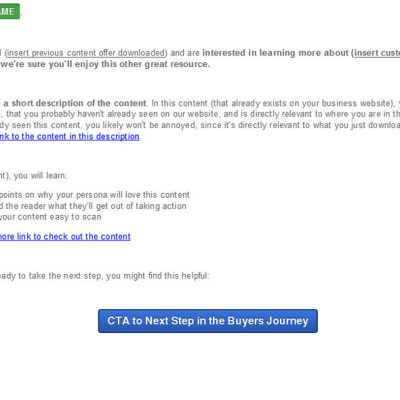 AME,
(insert previous content offer downloaded) and are interested in learning more about (insert cust
we're sure you'll enjoy this other great resource.
a short description of the content. In this content (that already exists on your business website), y
, that you probably haven't already seen on our website, and is directly relevant to where you are in th
dy seen this content, you likely won't be annoyed, since it's directly relevant to what you just downloa
nk to the content in this description.
nt), you will learn:
points on why your persona will love this content
d the reader what they'll get out of taking action
your content easy to scan
more link to check out the content
eady to take the next step, you might find this helpful:
CTA to Next Step in the Buyers Journey